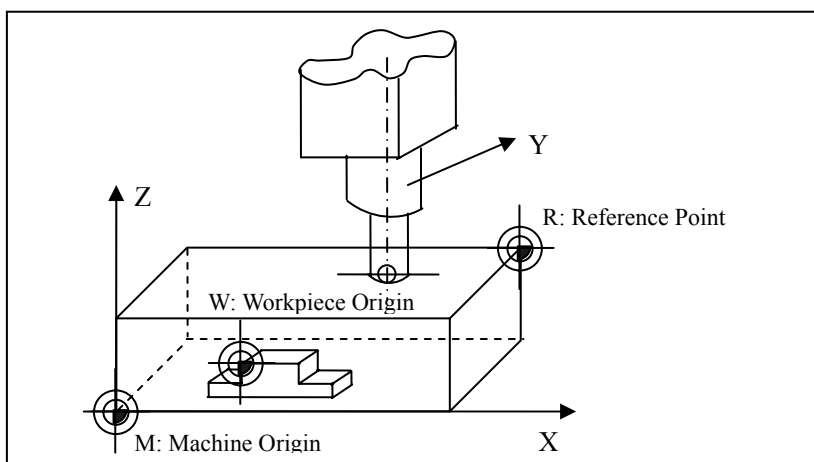 Y
Z
R: Reference Point
W: Workpiece Origin
M: Machine Origin
X